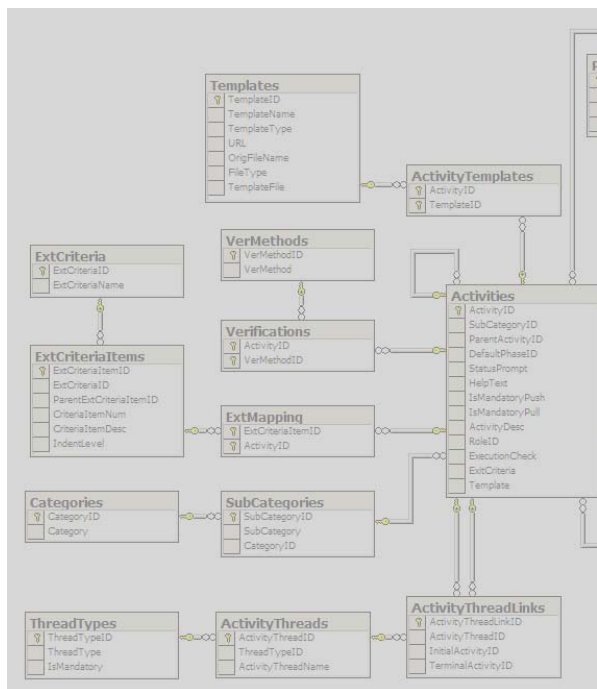 Templates
TemplateID
TemplateName
TemplateType
URL
OrigFileName
FileType
TemplateFile
ActivityTemplates
ActivityID
TemplateID
ExtCriteria
ExtCriteriaID
ExtCriteriaName
VerMethods
VerMethodID
VerMethod
Activities
ActivityID
SubCategoryID
ParentActivityID
DefaultPhaseID
StatusPrompt
HelpText
IsMandatoryPush
IsMandatoryPull
ActivityDesc
RoleID
ExecutionCheck
ExitCriteria
Template
Verifications
ActivityID
VerMethodID
ExtCriteriaItems
ExtCriteriaItemID
ExtCriteriaID
ParentExtCriteriaItemID
CriteriaItemNum
CriteriaItemDesc
IndentLevel
ExtMapping
ExtCriteriaItemID
ActivityID
Categories
CategoryID
Category
SubCategories
SubCategoryID
SubCategory
CategoryID
ThreadTypes
ThreadTypeID
ThreadType
IsMandatory
ActivityThreads
ActivityThreadID
ThreadTypeID
ActivityThreadName
ActivityThreadLinks
ActivityThreadLinkID
ActivityThreadID
InitialActivityID
TerminalActivityID